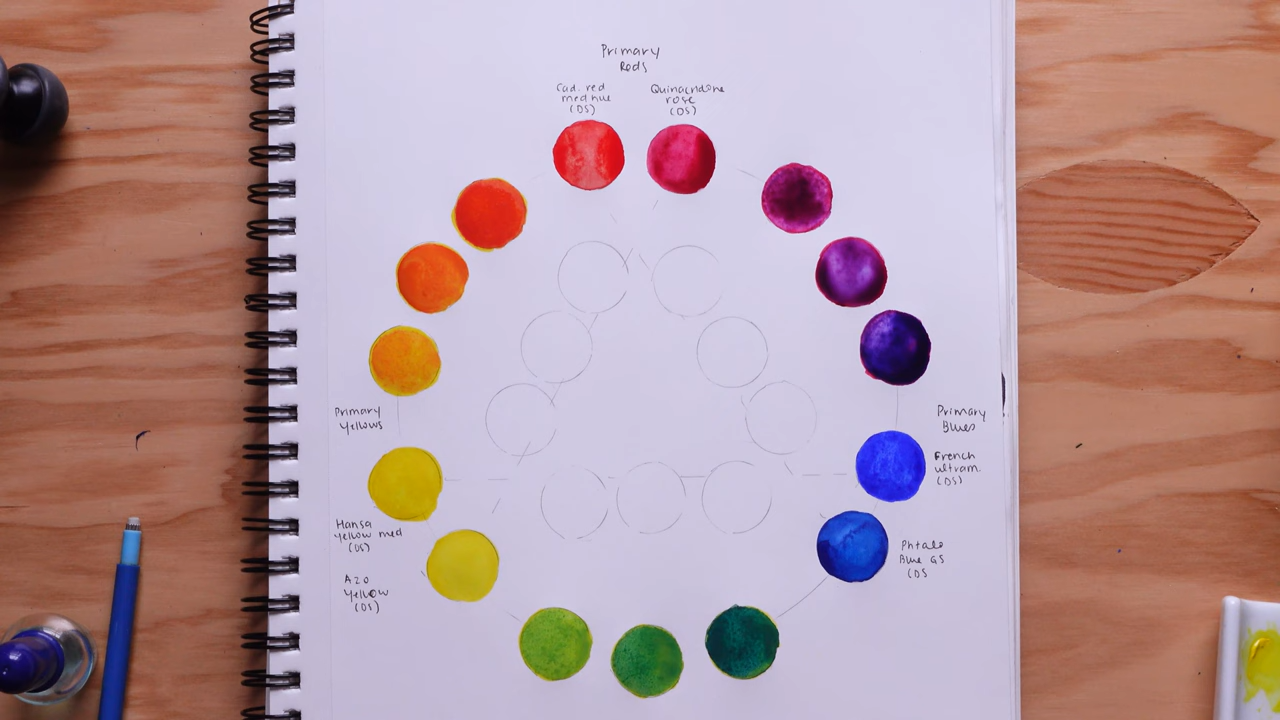 Primary
Reds
Cad. red
med hue
(DS)
Quinacridone
rose
(DS)
Primary
Yellows
Hansa
Yellow med
(DS)
Azo
Yellow
(DS)
Primary
Blues
French
ultram.
(DS)
Phtalo
Blue GS
(DS